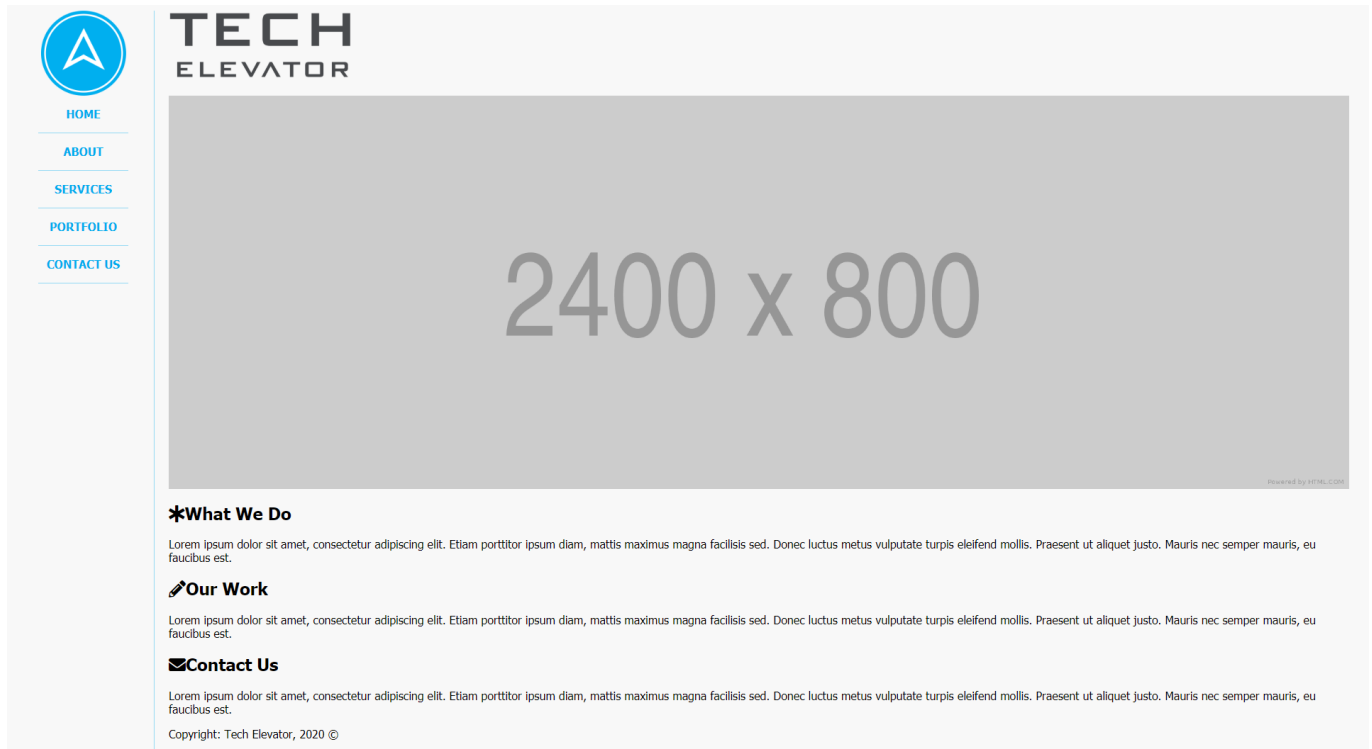 TECH
ELEVATOR
HOME
ABOUT
SERVICES
PORTFOLIO
CONTACT US
2400 x 800
Powered by HTML.COM
What We Do
Lorem ipsum dolor sit amet, consectetur adipiscing elit. Etiam porttitor ipsum diam, mattis maximus magna facilisis sed. Donec luctus metus vulputate turpis eleifend mollis. Praesent ut aliquet justo. Mauris nec semper mauris, eu
faucibus est.
Our Work
Lorem ipsum dolor sit amet, consectetur adipiscing elit. Etiam porttitor ipsum diam, mattis maximus magna facilisis sed. Donec luctus metus vulputate turpis eleifend mollis. Praesent ut aliquet justo. Mauris nec semper mauris, eu
faucibus est.
Contact Us
Lorem ipsum dolor sit amet, consectetur adipiscing elit. Etiam porttitor ipsum diam, mattis maximus magna facilisis sed. Donec luctus metus vulputate turpis eleifend mollis. Praesent ut aliquet justo. Mauris nec semper mauris, eu
faucibus est.
Copyright: Tech Elevator, 2020 ©